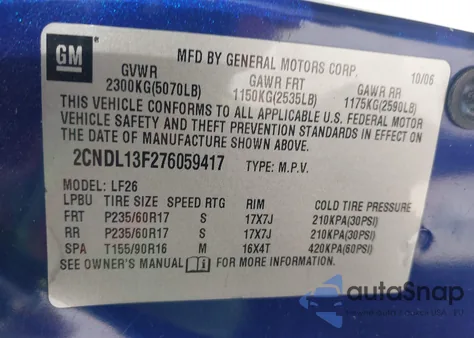 GM
MFD BY GENERAL MOTORS CORP. 10/06
GVWR GAWR FRT GAWR RR
2300KG(5070LB) 1150KG(2535LB) 1175KG(2590LB)
THIS VEHICLE CONFORMS TO ALL APPLICABLE U.S. FEDERAL MOTOR
VEHICLE SAFETY AND THEFT PREVENTION STANDARDS IN EFFECT ON
THE DATE OF MANUFACTURE SHOWN ABOVE.
2CNDL13F276059417 TYPE: M.P.V.
MODEL: LF26
LPBU TIRE SIZE SPEED RTG RIM COLD TIRE PRESSURE
FRT P235/60R17 S 17X7J 210KPA(30PSI)
RR P235/60R17 S 17X7J 210KPA(30PSI)
SPA T155/90R16 M 16X4T 420KPA(60PSI)
SEE OWNER'S MANUAL FOR MORE INFORMATION
autoSnap